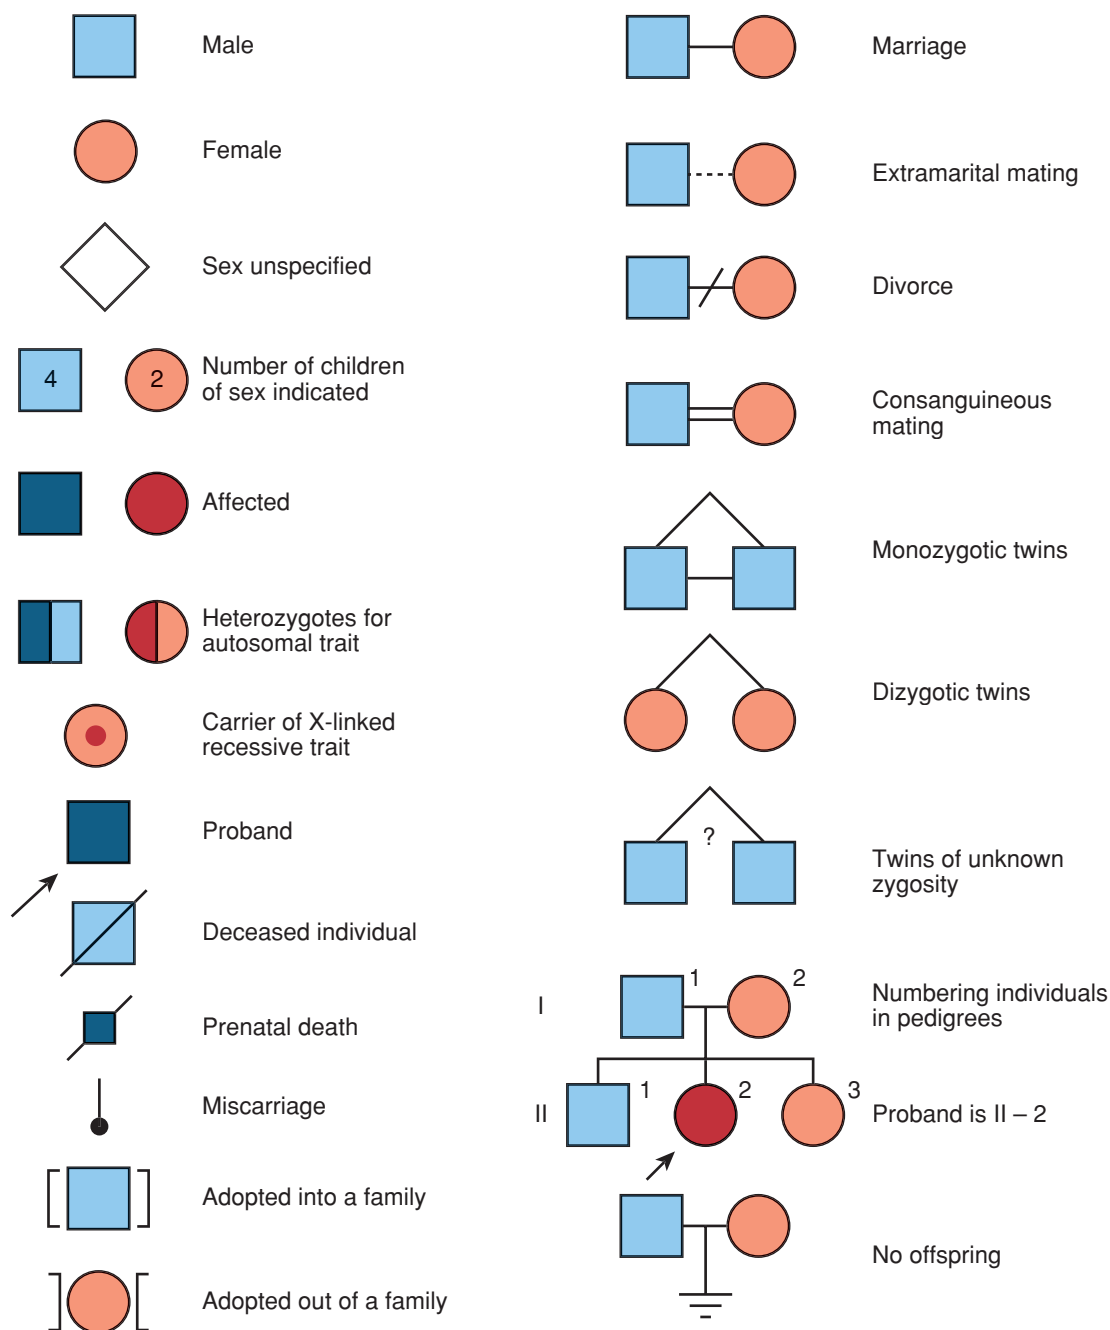 Male
Female
Sex unspecified
4
2
Number of children
of sex indicated
Affected
Heterozygotes for
autosomal trait
Carrier of X-linked
recessive trait
Proband
Deceased individual
Prenatal death
Miscarriage
Adopted into a family
Adopted out of a family
Marriage
Extramarital mating
Divorce
Consanguineous
mating
Monozygotic twins
Dizygotic twins
?
Twins of unknown
zygosity
I
1
2
Numbering individuals
in pedigrees
II
1
2
3
Proband is II – 2
No offspring